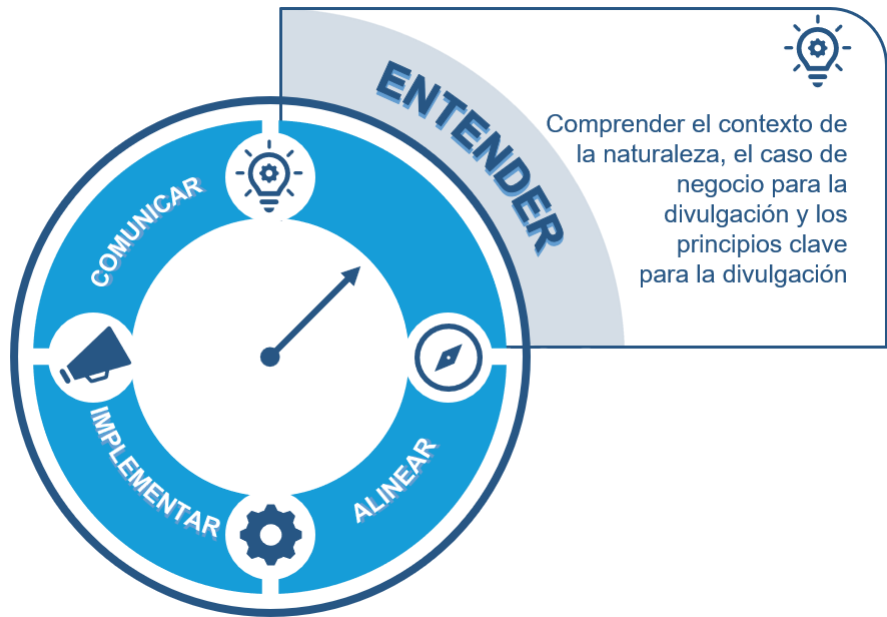 ENTENDER
Comprender el contexto de
la naturaleza, el caso de
negocio para la
divulgación y los
principios clave
para la divulgación
COMUNICAR
IMPLEMENTAR
ALINEAR